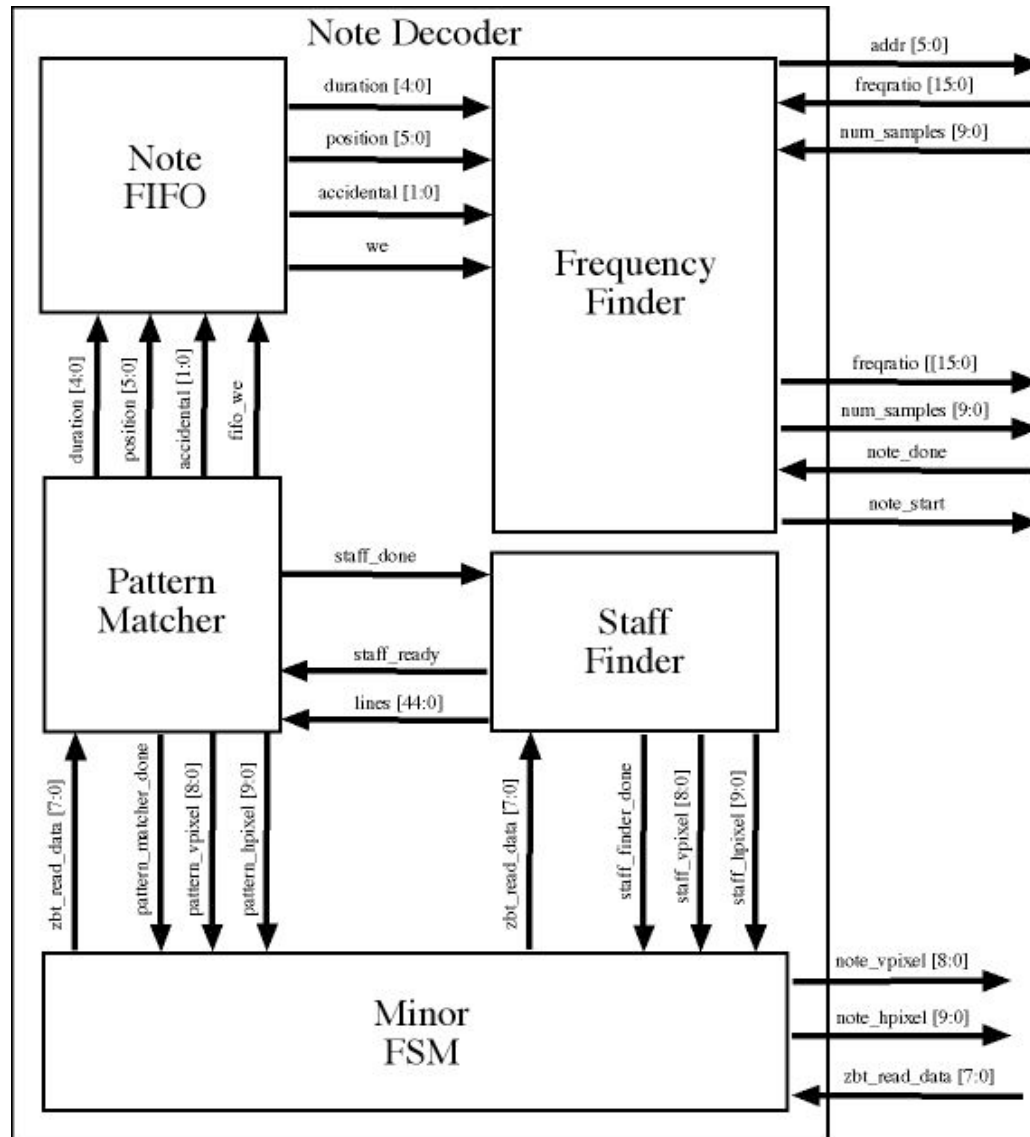 Note Decoder
addr [5:0]
freqratio [15:0]
num_samples [9:0]
duration [4:0]
position [5:0]
accidental [1:0]
we
Note
FIFO
Frequency
Finder
freqratio [[15:0]
num_samples [9:0]
note_done
note_start
duration [4:0]
position [5:0]
accidental [1:0]
fifo_we
Pattern
Matcher
staff_done
staff_ready
lines [44:0]
Staff
Finder
zbt_read_data [7:0]
pattern_matcher_done
pattern_vpixel [8:0]
pattern_hpixel [9:0]
zbt_read_data [7:0]
staff_finder_done
staff_vpixel [8:0]
staff_hpixel [9:0]
Minor
FSM
note_vpixel [8:0]
note_hpixel [9:0]
zbt_read_data [7:0]